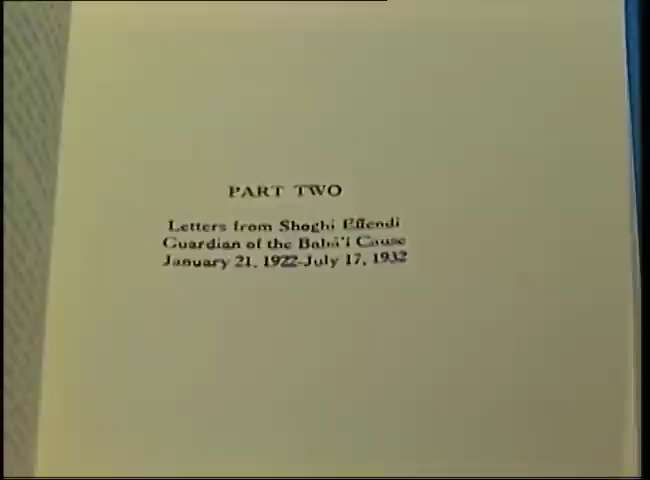 PART TWO
Letters from Shoghi Effendi
Guardian of the Bahá'í Cause
January 21, 1922-July 17, 1932